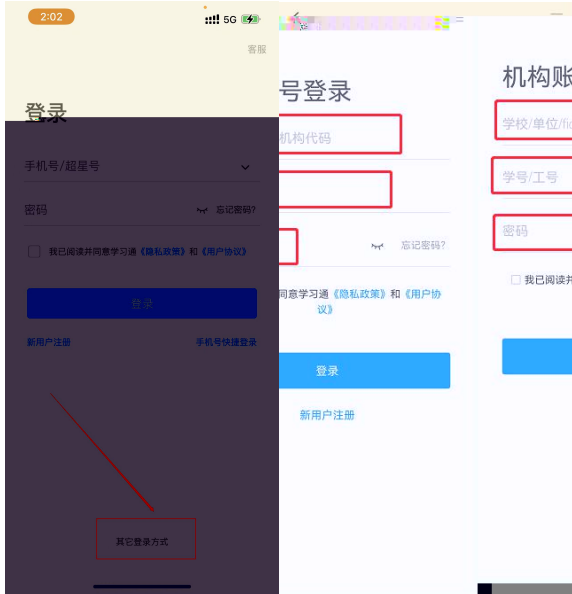 2:02
5G
客服
登录
手机号/超星号
密码
忘记密码?
我已阅读并同意学习通《隐私政策》和《用户协议》
登录
新用户注册
手机号快捷登录
其它登录方式
号登录
机构代码
忘记密码?
同意学习通《隐私政策》和《用户协
议》
登录
新用户注册
机构账
学校/单位/fid
学号/工号
密码
我已阅读并